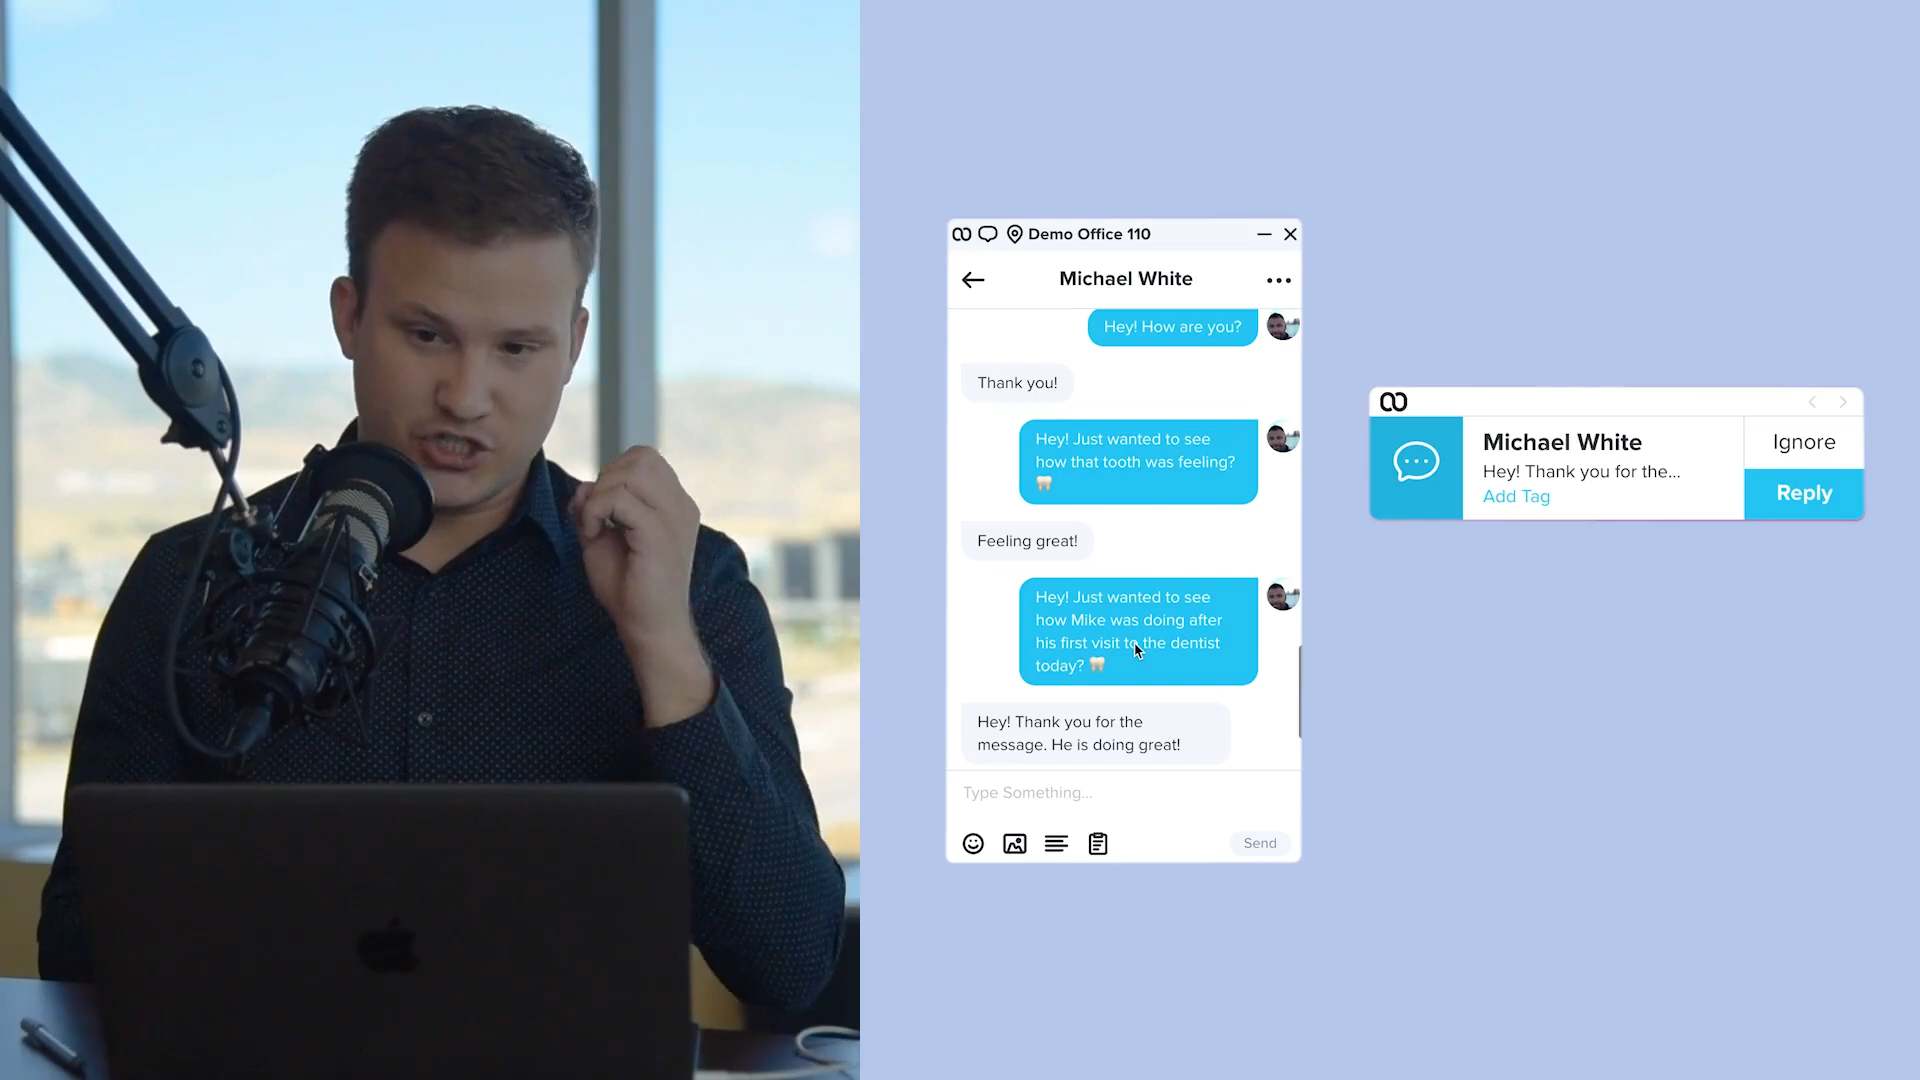 Demo Office 110
Michael White
Hey! How are you?
Thank you!
Hey! Just wanted to see
how that tooth was feeling?
🦷
Feeling great!
Hey! Just wanted to see
how Mike was doing after
his first visit to the dentist
today? 🦷
Hey! Thank you for the
message. He is doing great!
Type Something...
Send
Michael White
Hey! Thank you for the...
Add Tag
Ignore
Reply